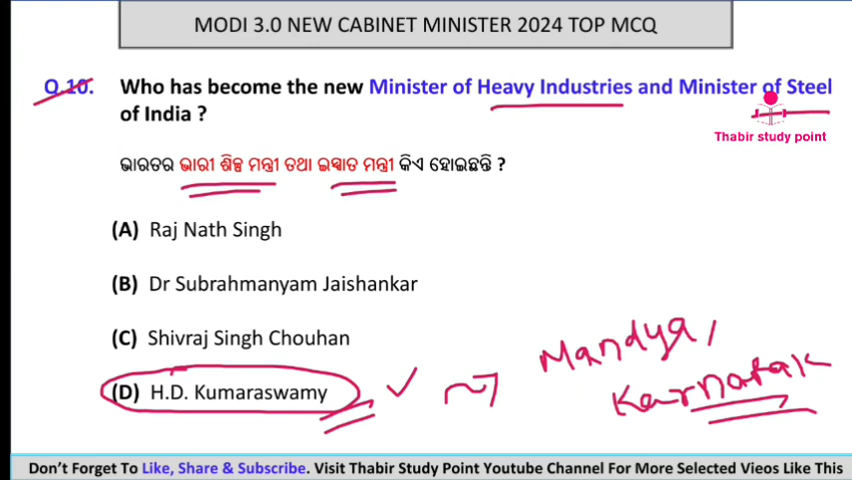 MODI 3.0 NEW CABINET MINISTER 2024 TOP MCQ
Q.10. Who has become the new Minister of Heavy Industries and Minister of Steel
of India ?
Thabir study point
ଭାରତର ଭାରୀ ଶିଳ୍ପ ମନ୍ତ୍ରୀ ତଥା ଇସ୍ପାତ ମନ୍ତ୍ରୀ କିଏ ହୋଇଛନ୍ତି ?
(A) Raj Nath Singh
(B) Dr Subrahmanyam Jaishankar
(C) Shivraj Singh Chouhan
Mandya,
(D) H.D. Kumaraswamy
Karnatak
Don't Forget To Like, Share & Subscribe. Visit Thabir Study Point Youtube Channel For More Selected Vieos Like This